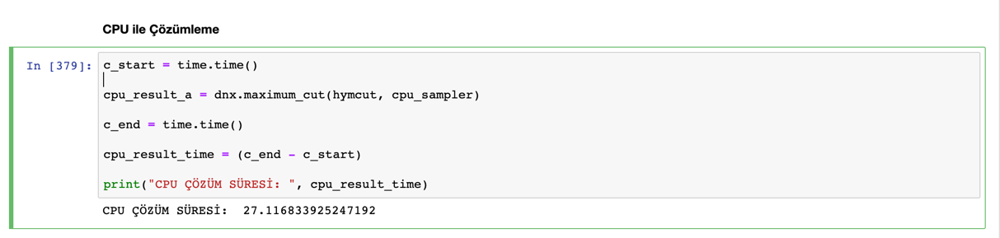 CPU ile Çözümleme
In [379]: c_start = time.time()
cpu_result_a = dnx.maximum_cut(hymcut, cpu_sampler)
c_end = time.time()
cpu_result_time = (c_end - c_start)
print("CPU ÇÖZÜM SÜRESİ: ", cpu_result_time)
CPU ÇÖZÜM SÜRESİ:  27.116833925247192